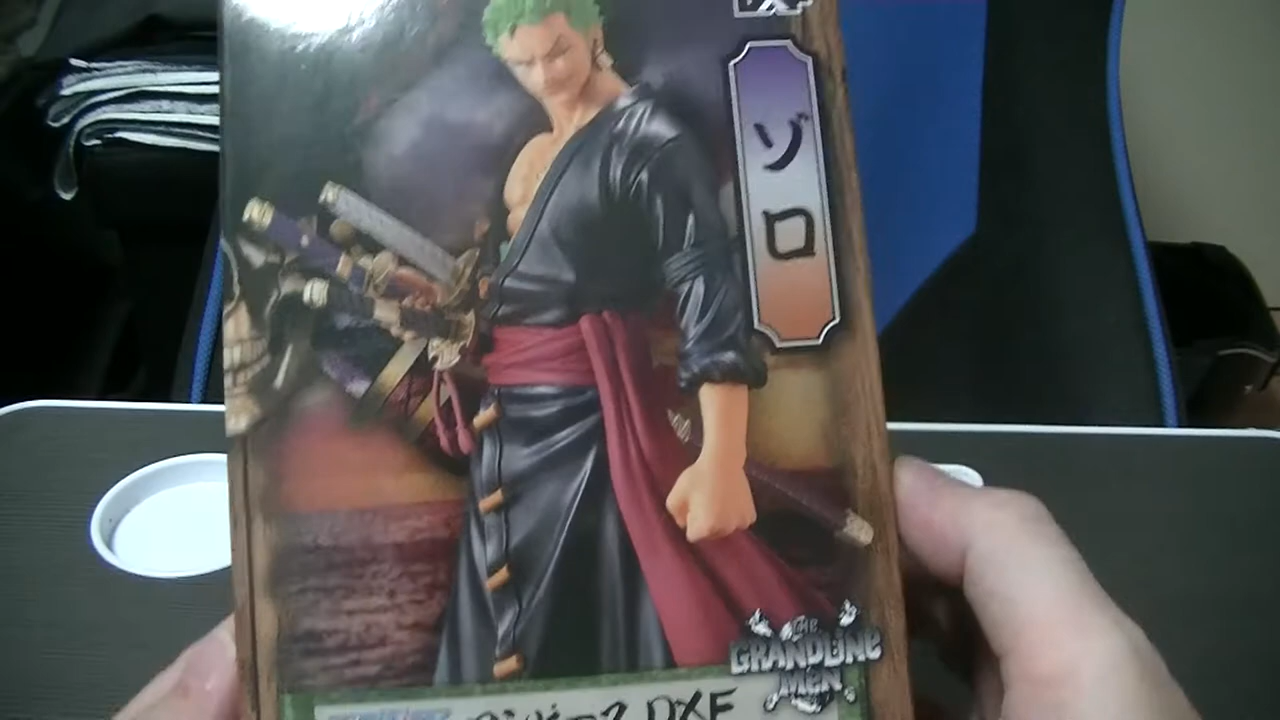 ゾロ
THE
GRANDLINE
MEN
DXF